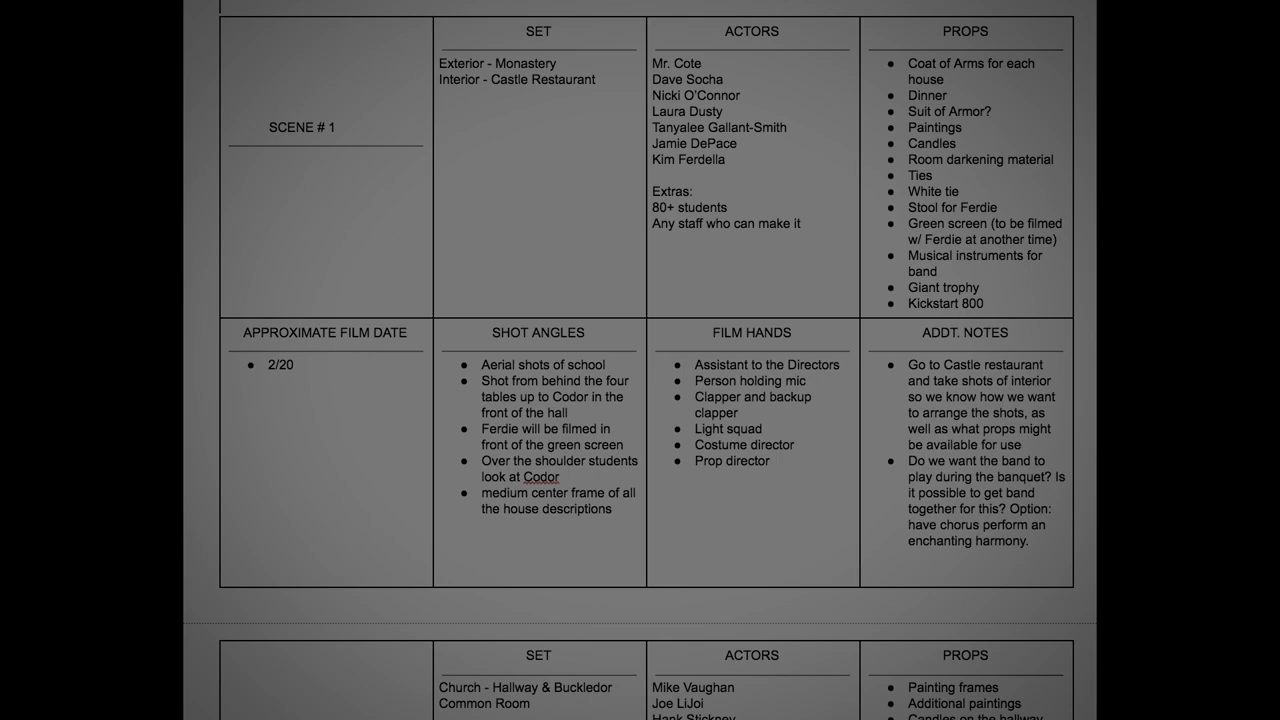 SCENE # 1
SET
Exterior - Monastery
Interior - Castle Restaurant
ACTORS
Mr. Cote
Dave Socha
Nicki O'Connor
Laura Dusty
Tanyalee Gallant-Smith
Jamie DePace
Kim Ferdella
Extras:
80+ students
Any staff who can make it
PROPS
● Coat of Arms for each
house
● Dinner
● Suit of Armor?
● Paintings
● Candles
● Room darkening material
● Ties
● White tie
● Stool for Ferdie
● Green screen (to be filmed
w/ Ferdie at another time)
● Musical instruments for
band
● Giant trophy
● Kickstart 800
APPROXIMATE FILM DATE
● 2/20
SHOT ANGLES
● Aerial shots of school
● Shot from behind the four
tables up to Codor in the
front of the hall
● Ferdie will be filmed in
front of the green screen
● Over the shoulder students
look at Codor
● medium center frame of all
the house descriptions
FILM HANDS
● Assistant to the Directors
● Person holding mic
● Clapper and backup
clapper
● Light squad
● Costume director
● Prop director
ADDT. NOTES
● Go to Castle restaurant
and take shots of interior
so we know how we want
to arrange the shots, as
well as what props might
be available for use
● Do we want the band to
play during the banquet? Is
it possible to get band
together for this? Option:
have chorus perform an
enchanting harmony.
SET
Church - Hallway & Buckledor
Common Room
ACTORS
Mike Vaughan
Joe LiJoi
Hank Stickney
PROPS
● Painting frames
● Additional paintings
● Candles on the hallway